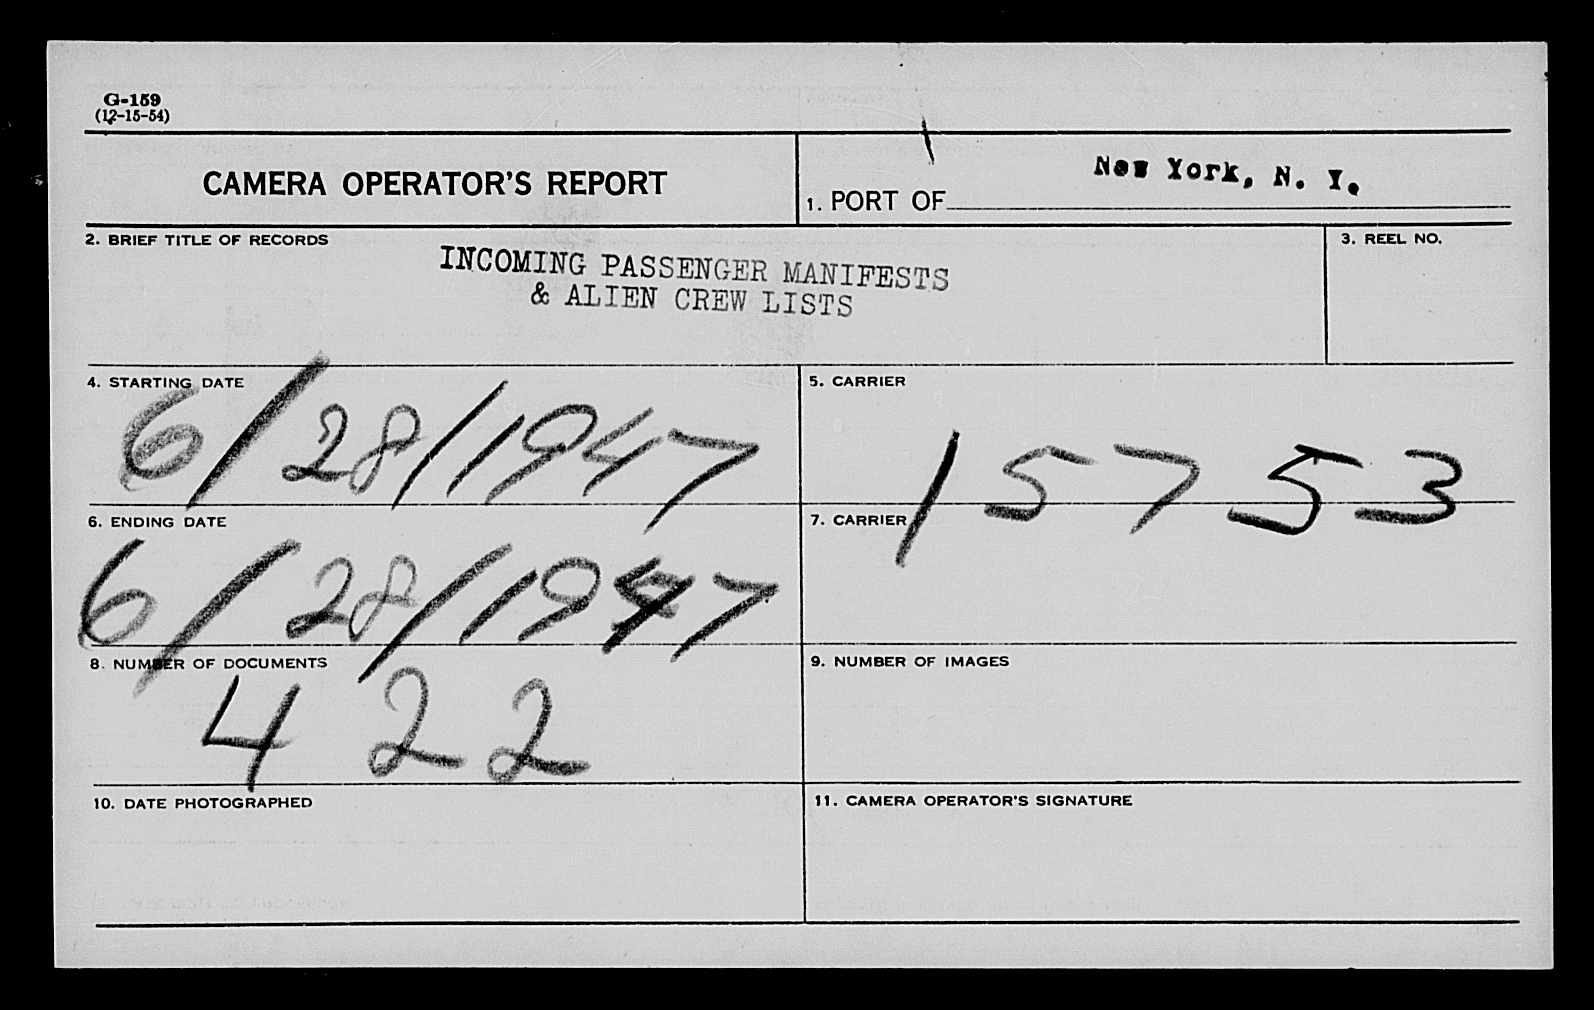 G-159
(12-15-54)
CAMERA OPERATOR'S REPORT
1. PORT OF New York, N. Y.
2. BRIEF TITLE OF RECORDS
INCOMING PASSENGER MANIFESTS
& ALIEN CREW LISTS
3. REEL NO.
4. STARTING DATE
6/28/1947
5. CARRIER
15753
6. ENDING DATE
6/28/1947
7. CARRIER
8. NUMBER OF DOCUMENTS
422
9. NUMBER OF IMAGES
10. DATE PHOTOGRAPHED
11. CAMERA OPERATOR'S SIGNATURE